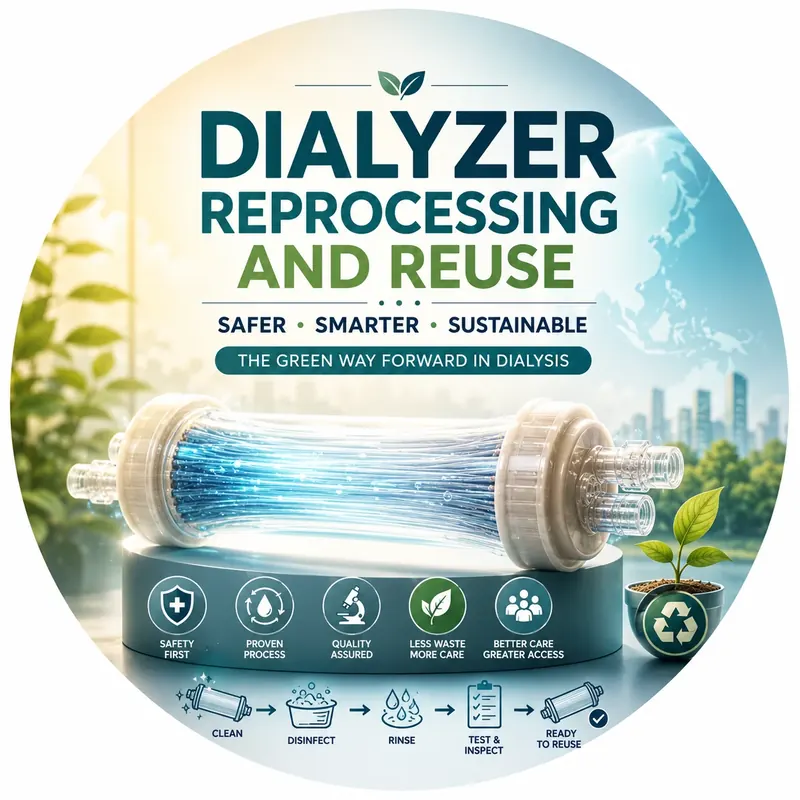 DIALYZER
REPROCESSING
AND REUSE
SAFER • SMARTER • SUSTAINABLE
THE GREEN WAY FORWARD IN DIALYSIS
SAFETY
FIRST
PROVEN
PROCESS
QUALITY
ASSURED
LESS WASTE
MORE CARE
BETTER CARE
GREATER ACCESS
CLEAN
DISINFECT
RINSE
TEST &
INSPECT
READY
TO REUSE